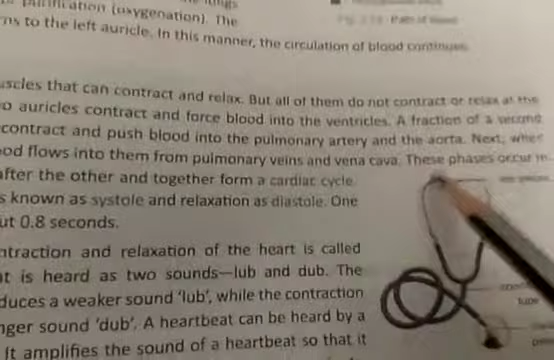 purification (oxygenation). The
ns to the left auricle. In this manner, the circulation of blood continues
uscles that can contract and relax. But all of them do not contract or relax at the
o auricles contract and force blood into the ventricles. A fraction of a second
contract and push blood into the pulmonary artery and the aorta. Next, when
ood flows into them from pulmonary veins and vena cava. These phases occur in
after the other and together form a cardiac cycle.
s known as systole and relaxation as diastole. One
ut 0.8 seconds.
ntraction and relaxation of the heart is called
at is heard as two sounds—lub and dub. The
duces a weaker sound 'lub', while the contraction
nger sound 'dub'. A heartbeat can be heard by a
It amplifies the sound of a heartbeat so that it
tube